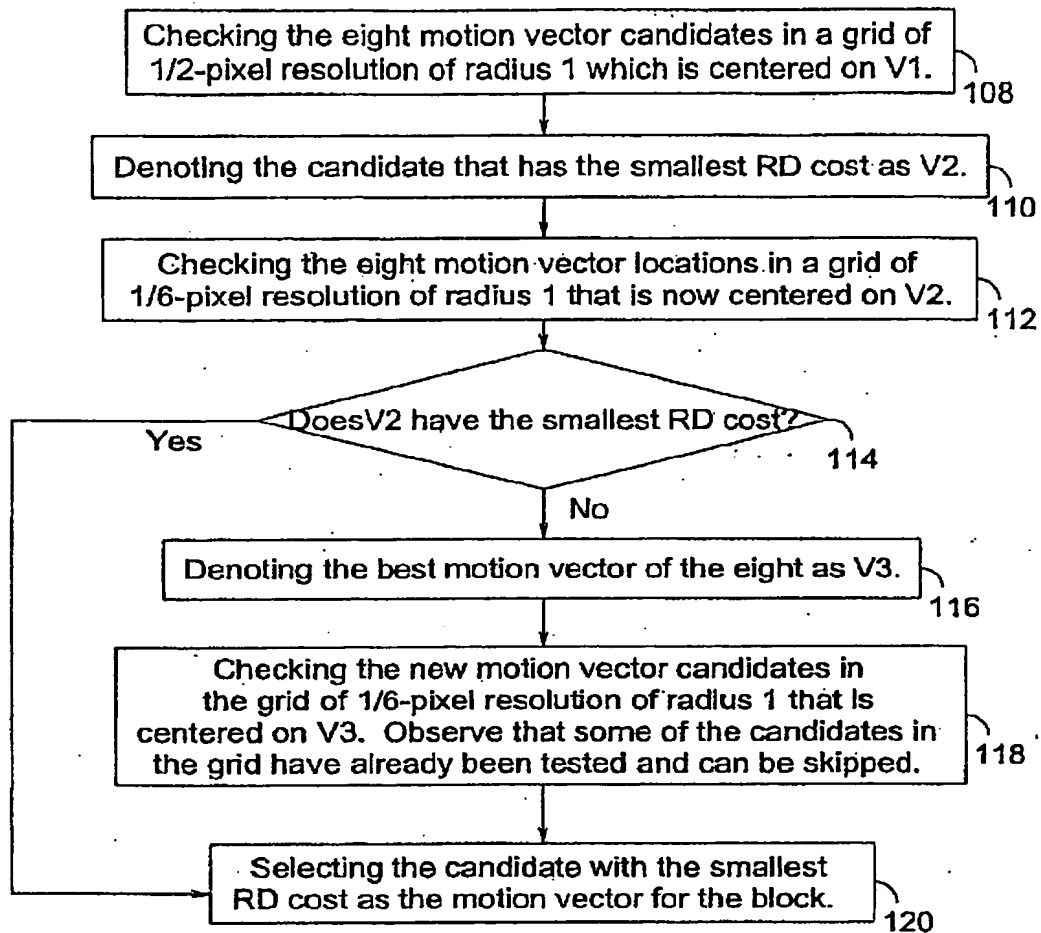 Checking the eight motion vector candidates in a grid of
1/2-pixel resolution of radius 1 which is centered on V1.
108
Denoting the candidate that has the smallest RD cost as V2.
110
Checking the eight motion vector locations in a grid of
1/6-pixel resolution of radius 1 that is now centered on V2.
112
DoesV2 have the smallest RD cost?
114
Yes
No
Denoting the best motion vector of the eight as V3.
116
Checking the new motion vector candidates in
the grid of 1/6-pixel resolution of radius 1 that is
centered on V3. Observe that some of the candidates in
the grid have already been tested and can be skipped.
118
Selecting the candidate with the smallest
RD cost as the motion vector for the block.
120